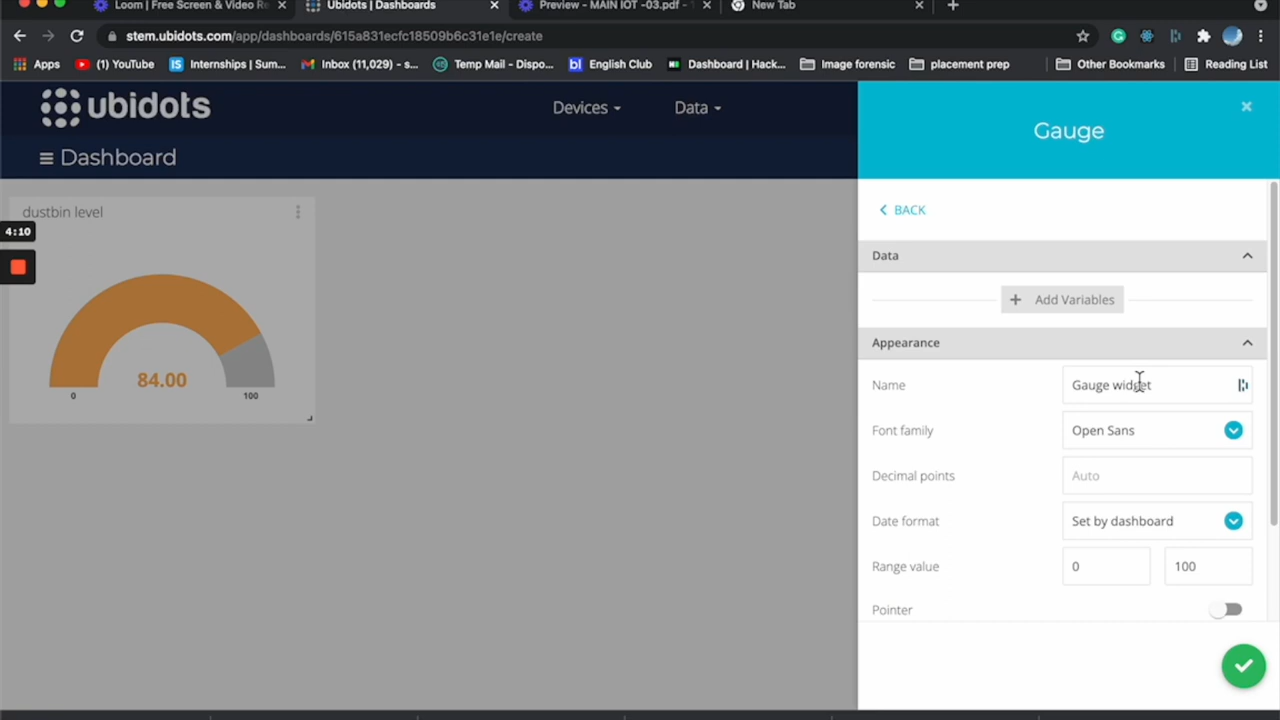 Loom | Free Screen & Video Re
Ubidots | Dashboards
Preview - MAIN IOT -03.pdf -
New Tab
stem.ubidots.com/app/dashboards/615a831ecfc18509b6c31e1e/create
Apps
(1) YouTube
Internships | Sum...
Inbox (11,029) – s...
Temp Mail - Dispo...
English Club
Dashboard | Hack...
Image forensic
placement prep
Other Bookmarks
Reading List
ubidots
Devices
Data
Gauge
Dashboard
dustbin level
BACK
4:10
Data
Add Variables
Appearance
84.00
0
100
Name
Gauge widget
Font family
Open Sans
Decimal points
Auto
Date format
Set by dashboard
Range value
0
100
Pointer